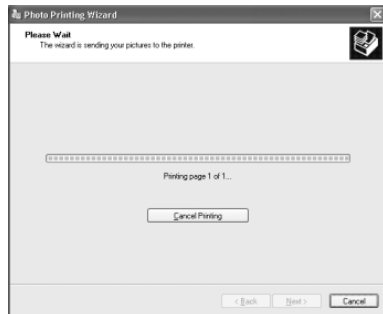 Photo Printing Wizard
Please Wait
The wizard is sending your pictures to the printer.
Printing page 1 of 1...
Cancel Printing
< Back Next > Cancel